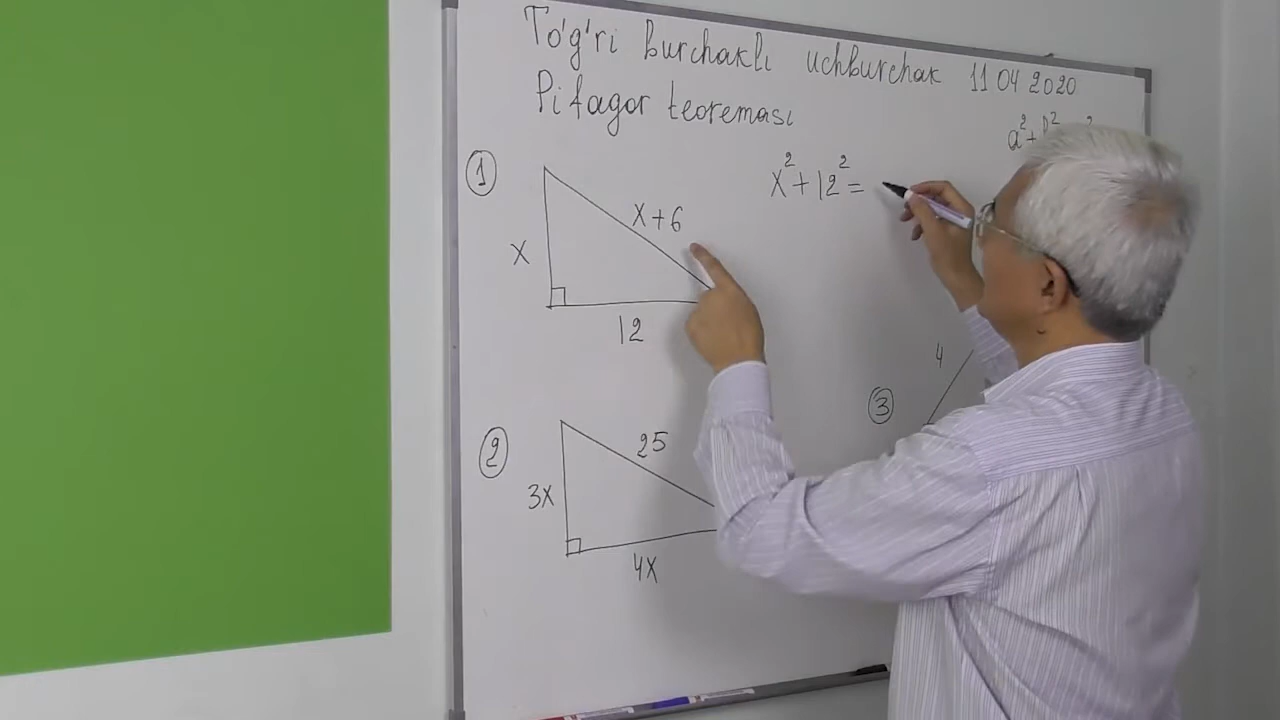 To'g'ri burchakli uchburchak 11 04 2020
Pifagor teoremasi
a² +
1
x
x+6
12
x² + 12² =
2
3x
25
4x
3
4